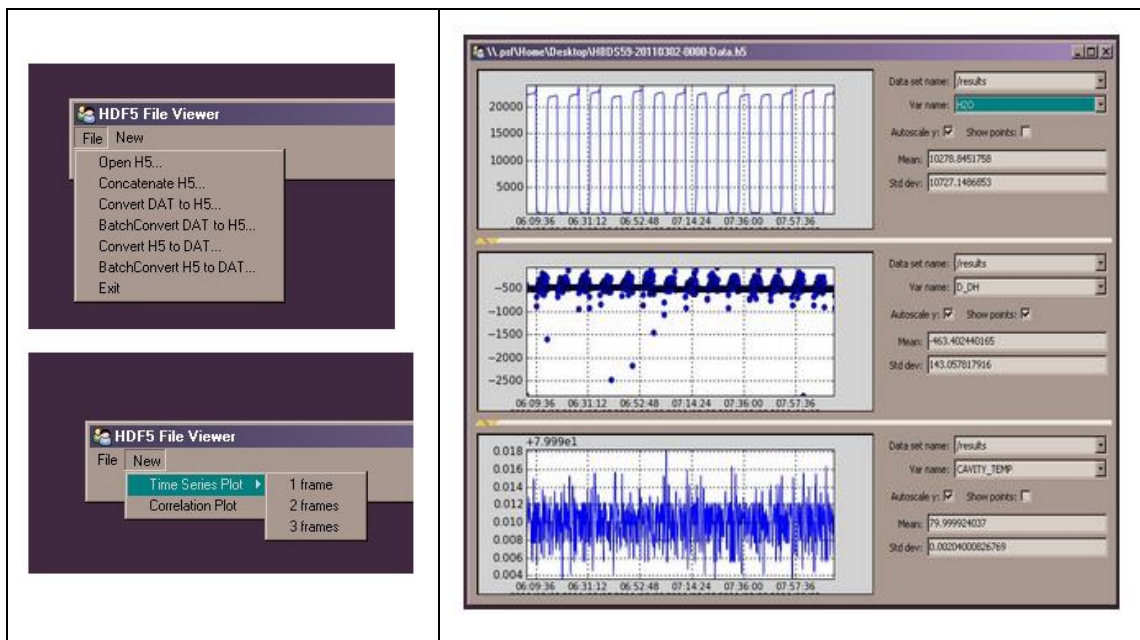 HDF5 File Viewer
File New
Open H5...
Concatenate H5...
Convert DAT to H5...
BatchConvert DAT to H5...
Convert H5 to DAT...
BatchConvert H5 to DAT...
Exit
HDF5 File Viewer
File New
Time Series Plot 1 frame
Correlation Plot 2 frames
3 frames
\\.psf\Home\Desktop\HBDS59-20110302-0000-Data.h5
20000
15000
10000
5000
06:09:36 06:31:12 06:52:48 07:14:24 07:36:00 07:57:36
Data set name: /results
Var name: H2O
Autoscale y: Show points:
Mean: 10278.8451758
Std dev: 10727.1486853
−500
−1000
−1500
−2000
−2500
06:09:36 06:31:12 06:52:48 07:14:24 07:36:00 07:57:36
Data set name: /results
Var name: D_DH
Autoscale y: Show points:
Mean: -463.402440165
Std dev: 143.057817916
+7.999e1
0.018
0.016
0.014
0.012
0.010
0.008
0.006
0.004
06:09:36 06:31:12 06:52:48 07:14:24 07:36:00 07:57:36
Data set name: /results
Var name: CAVITY_TEMP
Autoscale y: Show points:
Mean: 79.999924037
Std dev: 0.00204000826769